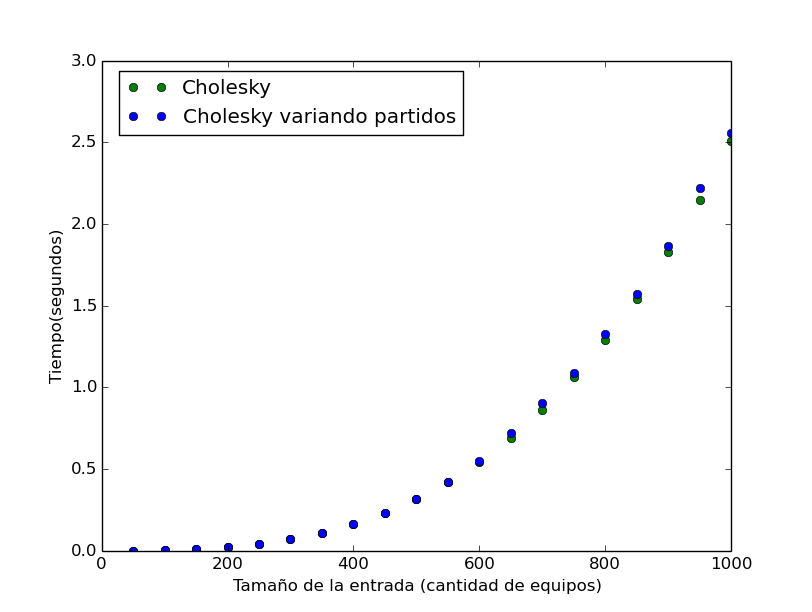 3.0
2.5
2.0
1.5
1.0
0.5
0.0
Cholesky
Cholesky variando partidos
Tiempo(segundos)
0 200 400 600 800 1000
Tamaño de la entrada (cantidad de equipos)